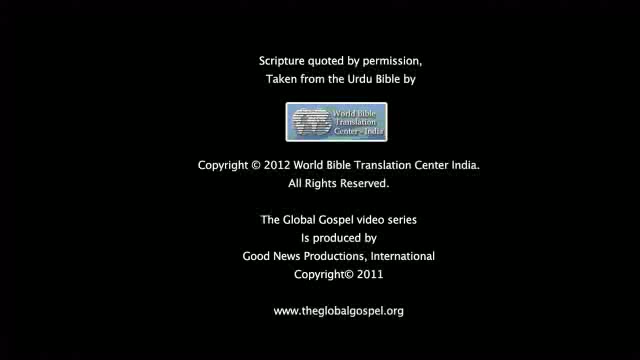 Scripture quoted by permission,
Taken from the Urdu Bible by
World Bible
Translation
Center - India
Copyright © 2012 World Bible Translation Center India.
All Rights Reserved.
The Global Gospel video series
Is produced by
Good News Productions, International
Copyright© 2011
www.theglobalgospel.org